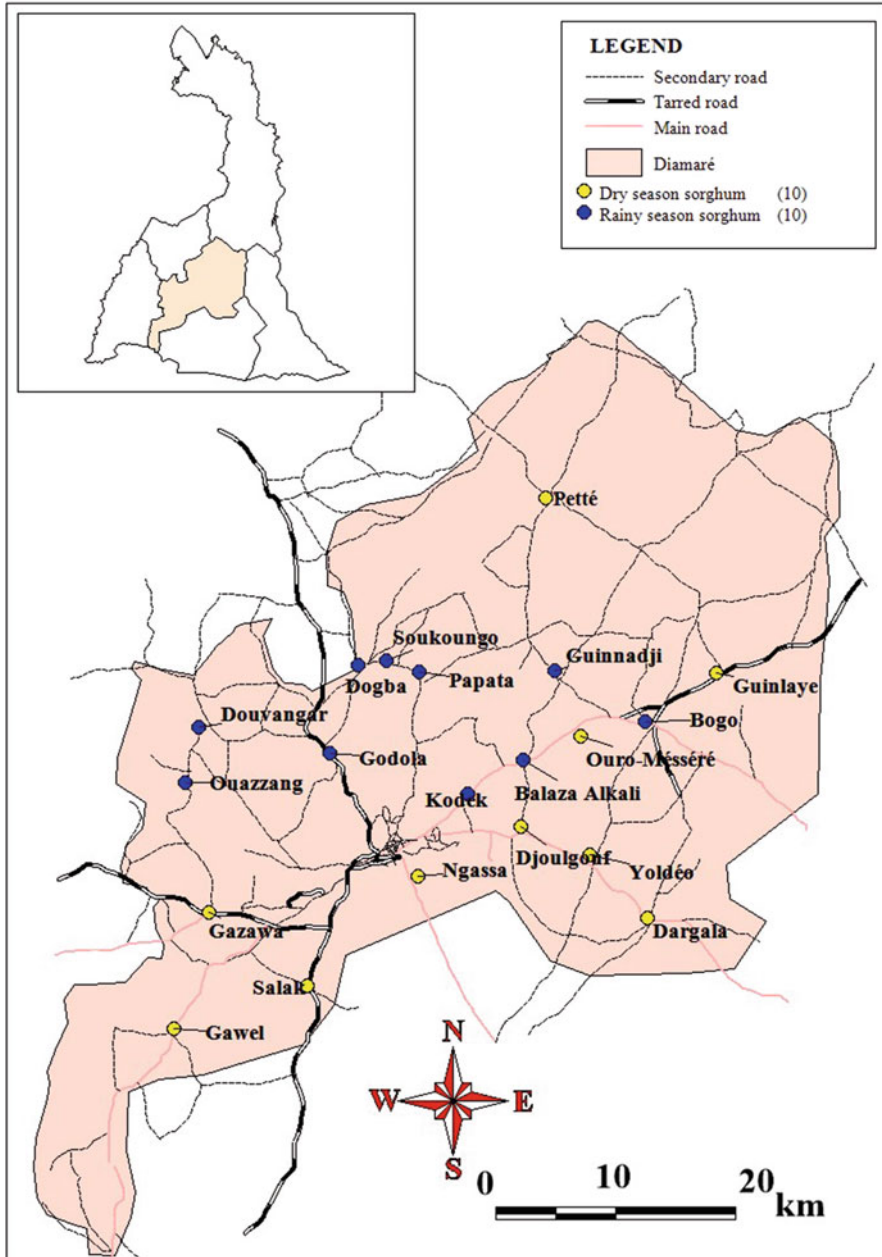 LEGEND
Secondary road
Tarred road
Main road
Diamaré
Dry season sorghum (10)
Rainy season sorghum (10)
Petté
Soukoungo
Guinnadji
Dogba
Papata
Guinlaye
Douvangar
Bogo
Godola
Ouro-Mésséré
Ouazzang
Kodek
Balaza Alkali
Djoulgouf
Ngassa
Yoldéo
Gazawa
Dargala
Salak
Gawel
N
W E
S
0 10 20
km